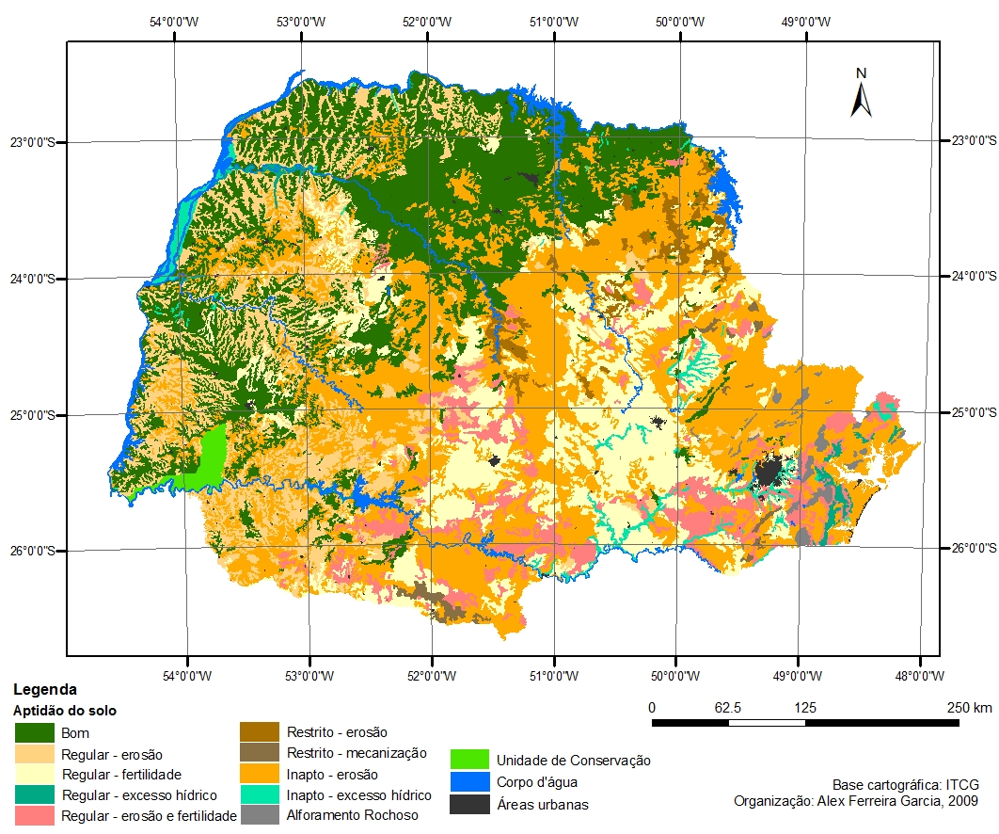 54°0'0"W 53°0'0"W 52°0'0"W 51°0'0"W 50°0'0"W 49°0'0"W
N
23°0'0"S 23°0'0"S
24°0'0"S 24°0'0"S
25°0'0"S 25°0'0"S
26°0'0"S 26°0'0"S
54°0'0"W 53°0'0"W 52°0'0"W 51°0'0"W 50°0'0"W 49°0'0"W 48°0'0"W
Legenda
Aptidão do solo
Bom
Regular - erosão
Regular - fertilidade
Regular - excesso hídrico
Regular - erosão e fertilidade
Restrito - erosão
Restrito - mecanização
Inapto - erosão
Inapto - excesso hídrico
Alforamento Rochoso
Unidade de Conservação
Corpo d'água
Áreas urbanas
0 62.5 125 250 km
Base cartográfica: ITCG
Organização: Alex Ferreira Garcia, 2009